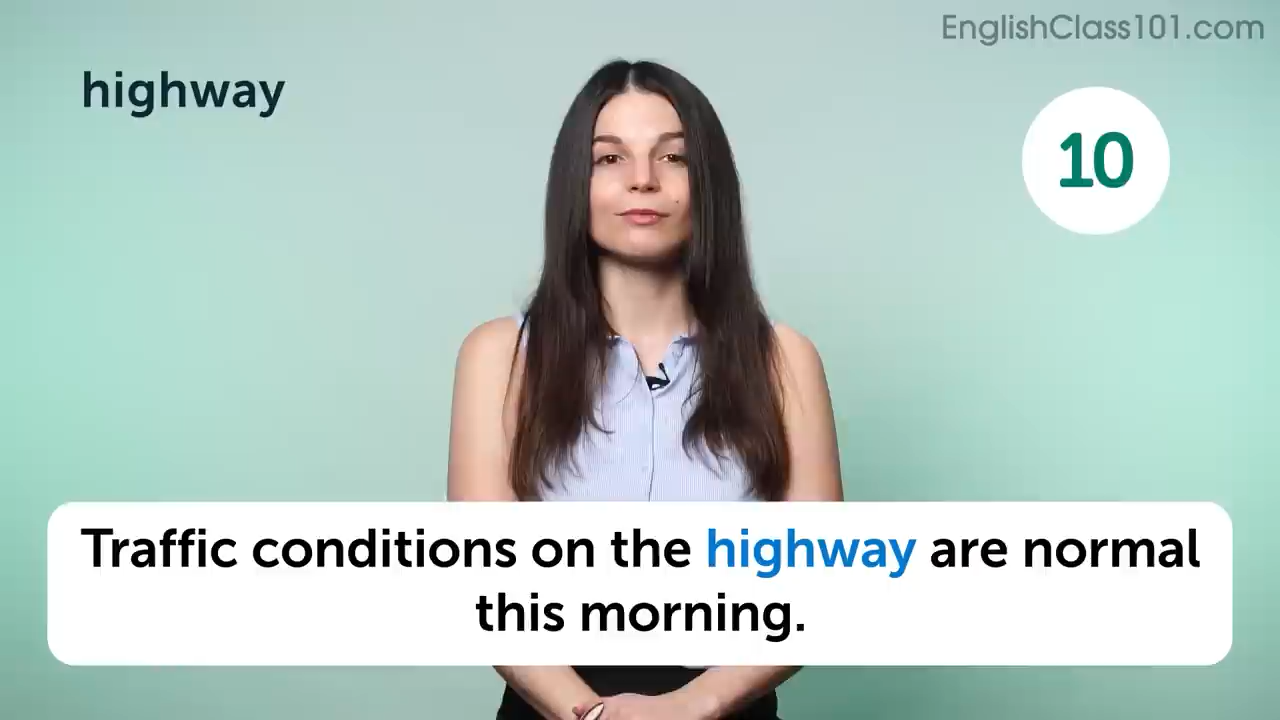 EnglishClass101.com
highway
10
Traffic conditions on the highway are normal
this morning.